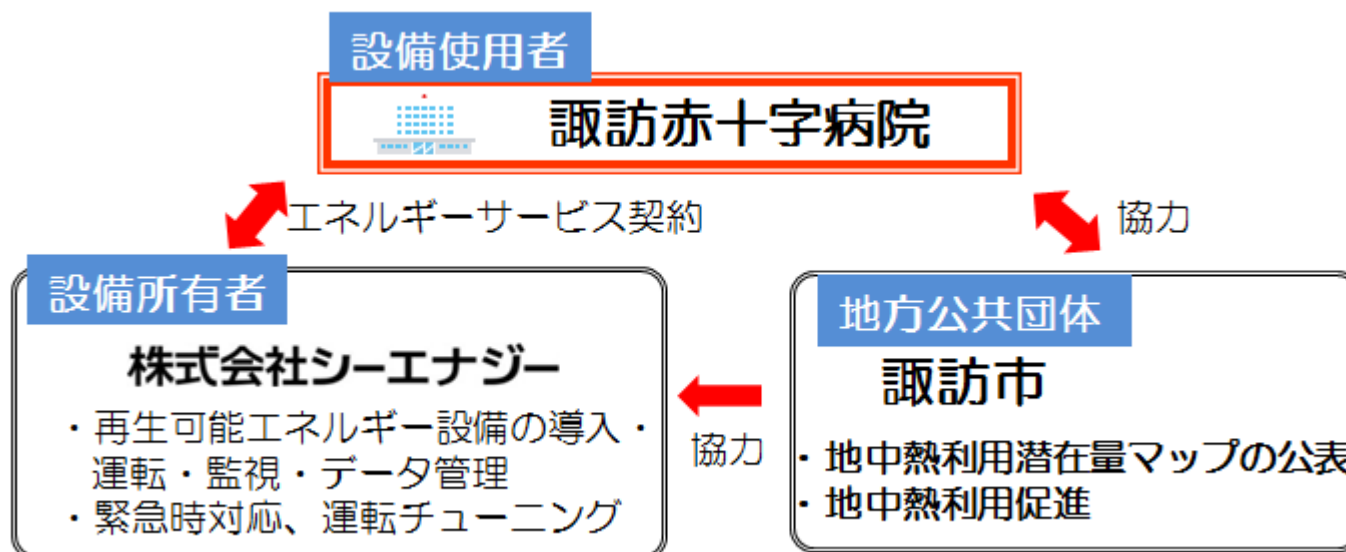 設備使用者
諏訪赤十字病院
エネルギーサービス契約
協力
設備所有者
株式会社シーエナジー
・再生可能エネルギー設備の導入・
運転・監視・データ管理
・緊急時対応、運転チューニング
協力
地方公共団体
諏訪市
・地中熱利用潜在量マップの公表
・地中熱利用促進